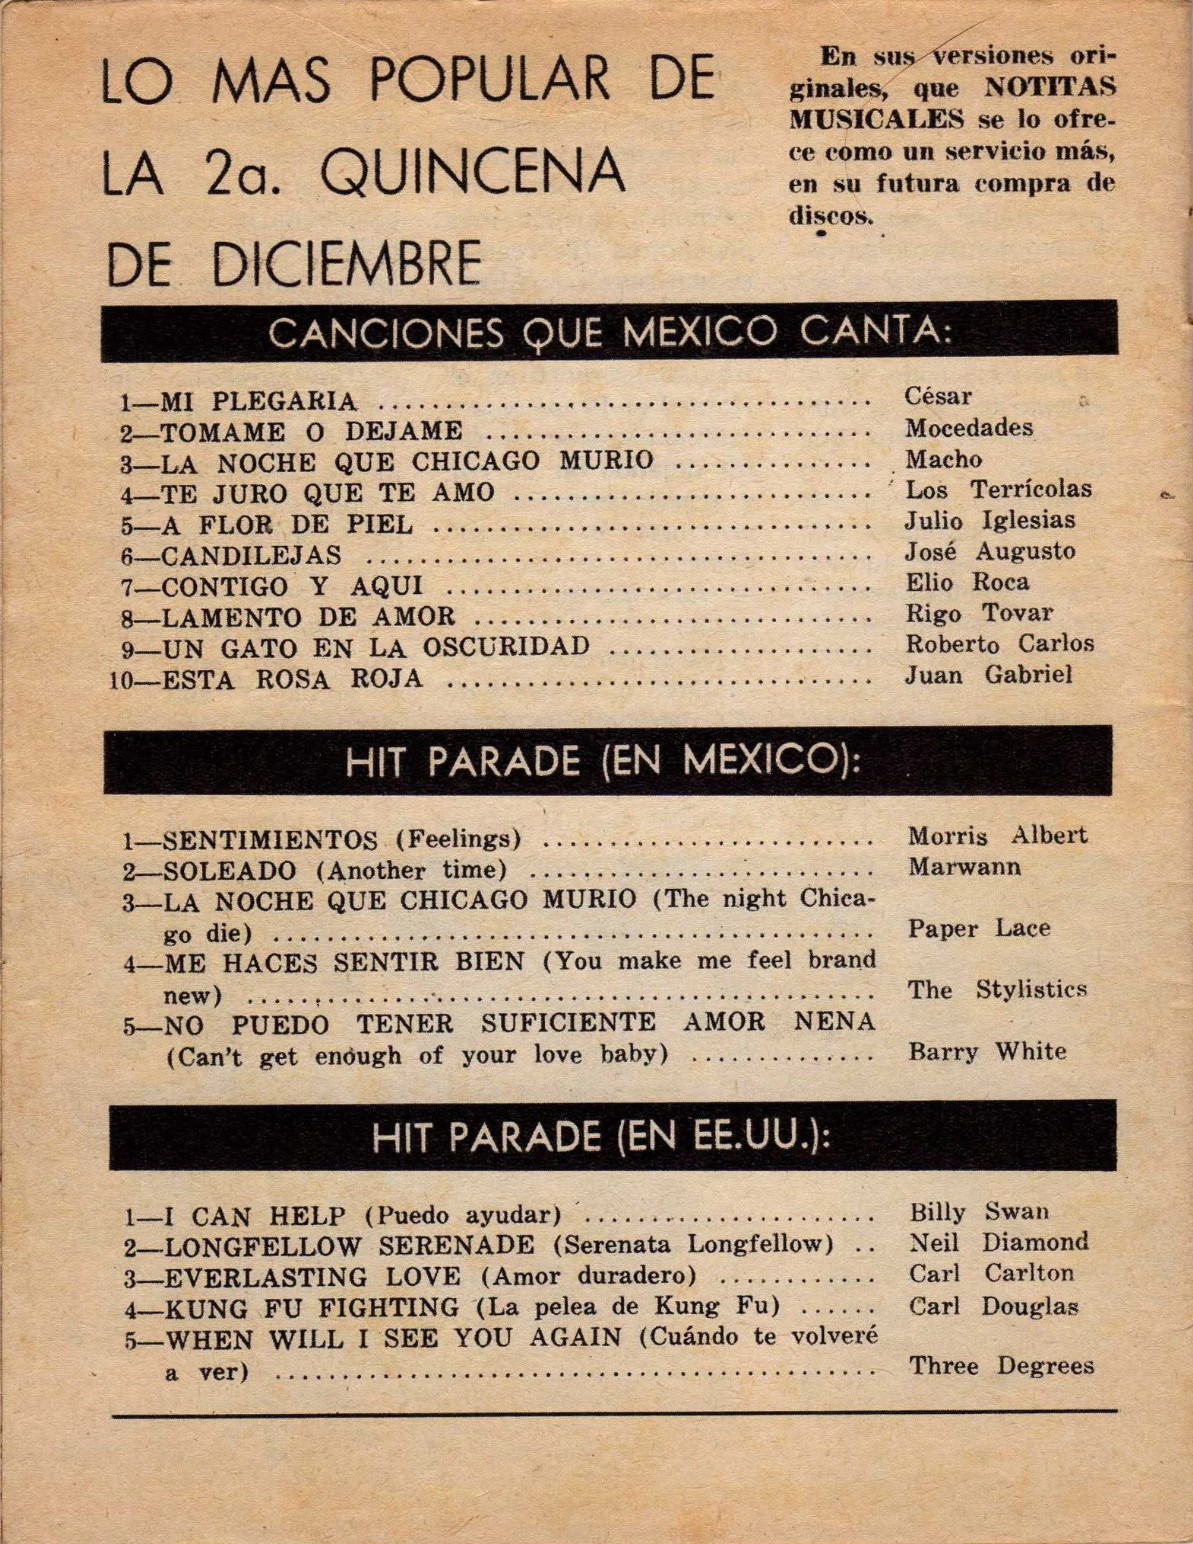 LO MAS POPULAR DE
LA 2a. QUINCENA
DE DICIEMBRE
En sus versiones ori-
ginales, que NOTITAS
MUSICALES se lo ofre-
ce como un servicio más,
en su futura compra de
discos.
CANCIONES QUE MEXICO CANTA:
1—MI PLEGARIA ..................................... César
2—TOMAME O DEJAME ............................. Mocedades
3—LA NOCHE QUE CHICAGO MURIO ............... Macho
4—TE JURO QUE TE AMO ........................... Los Terrícolas
5—A FLOR DE PIEL ................................. Julio Iglesias
6—CANDILEJAS ...................................... José Augusto
7—CONTIGO Y AQUI ................................ Elio Roca
8—LAMENTO DE AMOR .............................. Rigo Tovar
9—UN GATO EN LA OSCURIDAD .................... Roberto Carlos
10—ESTA ROSA ROJA ................................ Juan Gabriel
HIT PARADE (EN MEXICO):
1—SENTIMIENTOS (Feelings) ......................... Morris Albert
2—SOLEADO (Another time) .......................... Marwann
3—LA NOCHE QUE CHICAGO MURIO (The night Chica-
go die) ............................................. Paper Lace
4—ME HACES SENTIR BIEN (You make me feel brand
new) ............................................... The Stylistics
5—NO PUEDO TENER SUFICIENTE AMOR NENA
(Can't get enough of your love baby) .............. Barry White
HIT PARADE (EN EE.UU.):
1—I CAN HELP (Puedo ayudar) ...................... Billy Swan
2—LONGFELLOW SERENADE (Serenata Longfellow) .. Neil Diamond
3—EVERLASTING LOVE (Amor duradero) ............ Carl Carlton
4—KUNG FU FIGHTING (La pelea de Kung Fu) ...... Carl Douglas
5—WHEN WILL I SEE YOU AGAIN (Cuándo te volveré
a ver) ............................................. Three Degrees